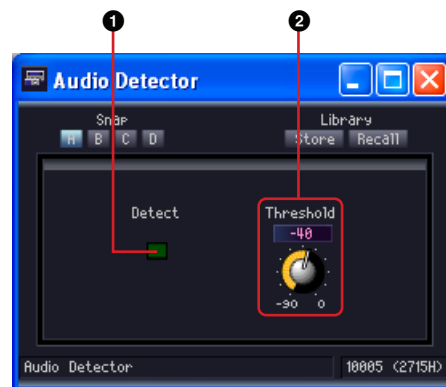 1 2
Audio Detector
Snap Library
A B C D Store Recall
Detect Threshold
-40
-90 0
Audio Detector 10005 (2715H)